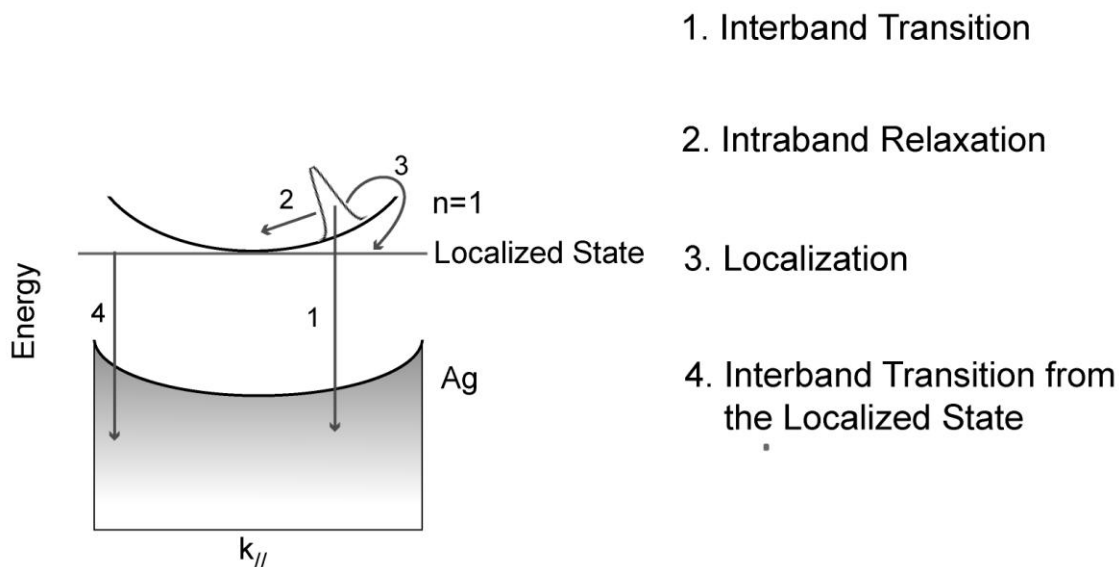 1. Interband Transition
2. Intraband Relaxation
3. Localization
4. Interband Transition from
the Localized State
3
2
n=1
Localized State
4
1
Energy
Ag
k//